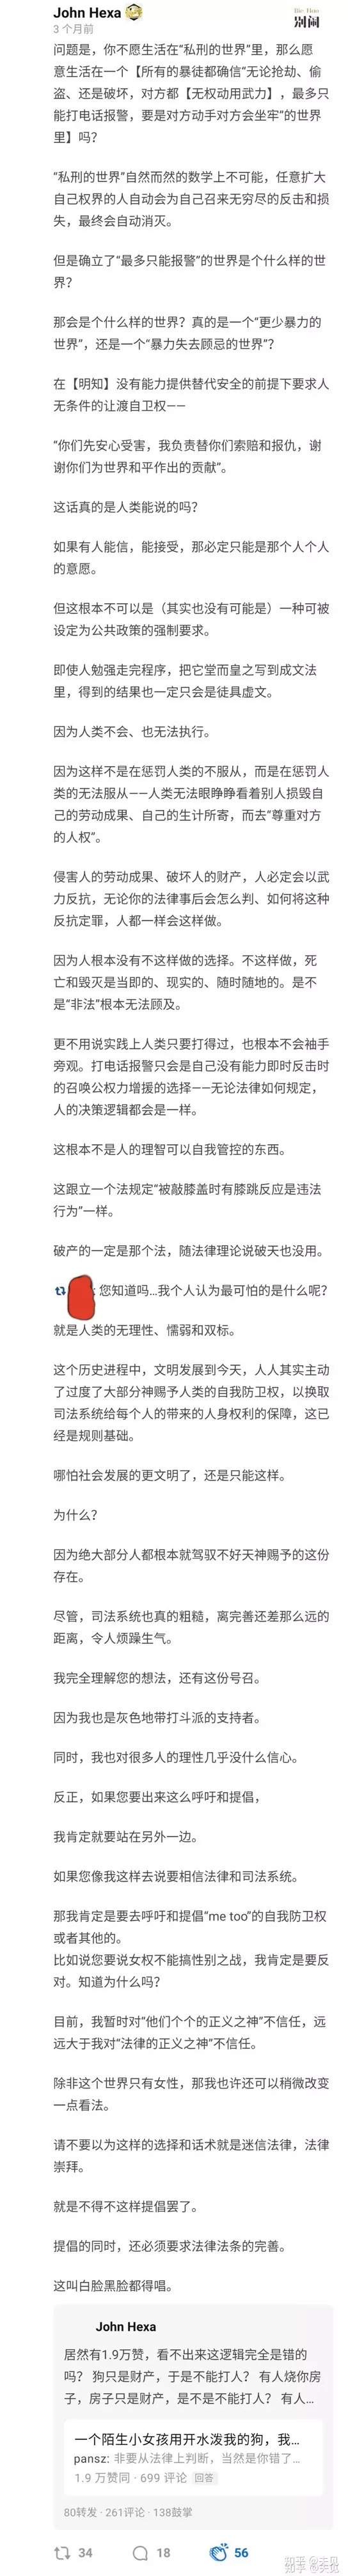 John Hexa
Bie Hao
别闹
3 个月前
问题是，你不愿生活在“私刑的世界”里，那么愿
意生活在一个【所有的暴徒都确信“无论抢劫、偷
盗、还是破坏，对方都【无权动用武力】，最多只
能打电话报警，要是对方动手对方会坐牢”的世界
里】吗？
“私刑的世界”自然而然的数学上不可能，任意扩大
自己权界的人自动会为自己召来无穷尽的反击和损
失，最终会自动消灭。
但是确立了“最多只能报警”的世界是个什么样的世
界？
那会是个什么样的世界？真的是一个“更少暴力的
世界”，还是一个“暴力失去顾忌的世界”？
在【明知】没有能力提供替代安全的前提下要求人
无条件的让渡自卫权——
“你们先安心受害，我负责替你们索赔和报仇，谢
谢你们为世界和平作出的贡献”。
这话真的是人类能说的吗？
如果有人能信，能接受，那必定只能是那个人个人
的意愿。
但这根本不可以是（其实也没有可能是）一种可被
设定为公共政策的强制要求。
即使人勉强走完程序，把它堂而皇之写到成文法
里，得到的结果也一定只会是徒具虚文。
因为人类不会、也无法执行。
因为这样不是在惩罚人类的不服从，而是在惩罚人
类的无法服从——人类无法眼睁睁看着别人损毁自
己的劳动成果、自己的生计所寄，而去“尊重对方
的人权”。
侵害人的劳动成果、破坏人的财产，人必定会以武
力反抗，无论你的法律事后会怎么判、如何将这种
反抗定罪，人都一样会这样做。
因为人根本没有不这样做的选择。不这样做，死
亡和毁灭是当即的、现实的、随时随地的。是不
是“非法”根本无法顾及。
更不用说实践上人类只要打得过，也根本不会袖手
旁观。打电话报警只会是自己没有能力即时反击时
的召唤公权力增援的选择——无论法律如何规定，
人的决策逻辑都会是一样。
这根本不是人的理智可以自我管控的东西。
这跟立一个法规定“被敲膝盖时有膝跳反应是违法
行为”一样。
破产的一定是那个法，随法律理论说破天也没用。
: 您知道吗...我个人认为最可怕的是什么呢？
就是人类的无理性、懦弱和双标。
这个历史进程中，文明发展到今天，人人其实主动
了过度了大部分神赐予人类的自我防卫权，以换取
司法系统给每个人的带来的人身权利的保障，这已
经是规则基础。
哪怕社会发展的更文明了，还是只能这样。
为什么？
因为绝大部分人都根本就驾驭不好天神赐予的这份
存在。
尽管，司法系统也真的粗糙，离完善还差那么远的
距离，令人烦躁生气。
我完全理解您的想法，还有这份号召。
因为我也是灰色地带打斗派的支持者。
同时，我也对很多人的理性几乎没什么信心。
反正，如果您要出来这么呼吁和提倡，
我肯定就要站在另外一边。
如果您像我这样去说要相信法律和司法系统。
那我肯定是要去呼吁和提倡“me too”的自我防卫权
或者其他的。
比如说您要说女权不能搞性别之战，我肯定是要反
对。知道为什么吗？
目前，我暂时对“他们个个的正义之神”不信任，远
远大于我对“法律的正义之神”不信任。
除非这个世界只有女性，那我也许还可以稍微改变
一点看法。
请不要以为这样的选择和话术就是迷信法律，法律
崇拜。
就是不得不这样提倡罢了。
提倡的同时，还必须要求法律法条的完善。
这叫白脸黑脸都得唱。
John Hexa
居然有1.9万赞，看不出来这逻辑完全是错的
吗？ 狗只是财产，于是不能打人？ 有人烧你房
子，房子只是财产，是不是不能打人？ 有人...
一个陌生小女孩用开水泼我的狗，我...
pansz: 非要从法律上判断，当然是你错了...
1.9 万赞同 · 699 评论 回答
80转发 · 261评论 · 138鼓掌
34
18
56
知乎 @夫见